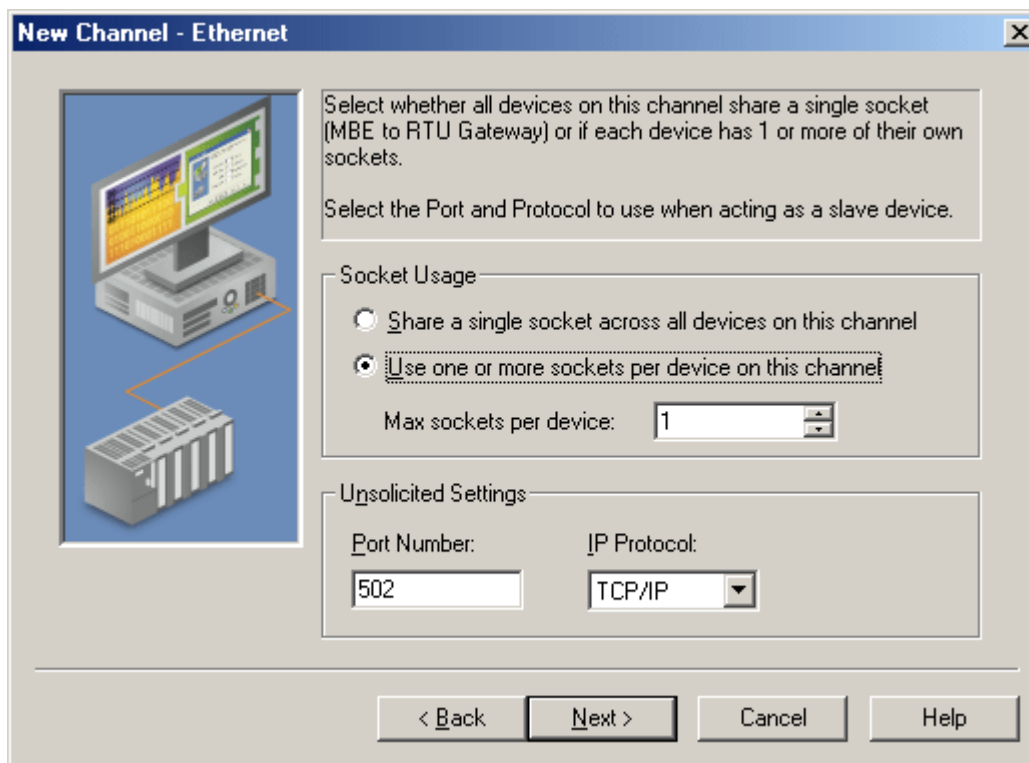 New Channel - Ethernet
Select whether all devices on this channel share a single socket
(MBE to RTU Gateway) or if each device has 1 or more of their own
sockets.
Select the Port and Protocol to use when acting as a slave device.
Socket Usage
Share a single socket across all devices on this channel
Use one or more sockets per device on this channel
Max sockets per device: 1
Unsolicited Settings
Port Number: IP Protocol:
502 TCP/IP
< Back Next > Cancel Help